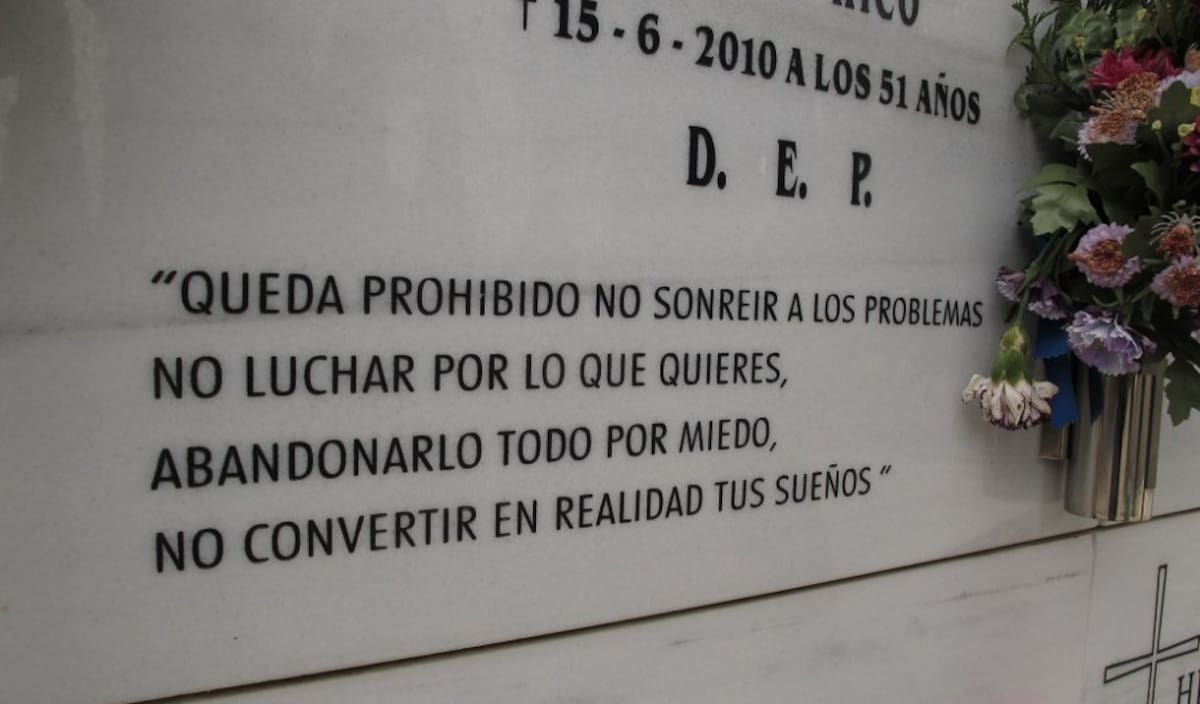 † 15 - 6 - 2010 A LOS 51 AÑOS
D. E. P.
“QUEDA PROHIBIDO NO SONREIR A LOS PROBLEMAS
NO LUCHAR POR LO QUE QUIERES,
ABANDONARLO TODO POR MIEDO,
NO CONVERTIR EN REALIDAD TUS SUEÑOS ”